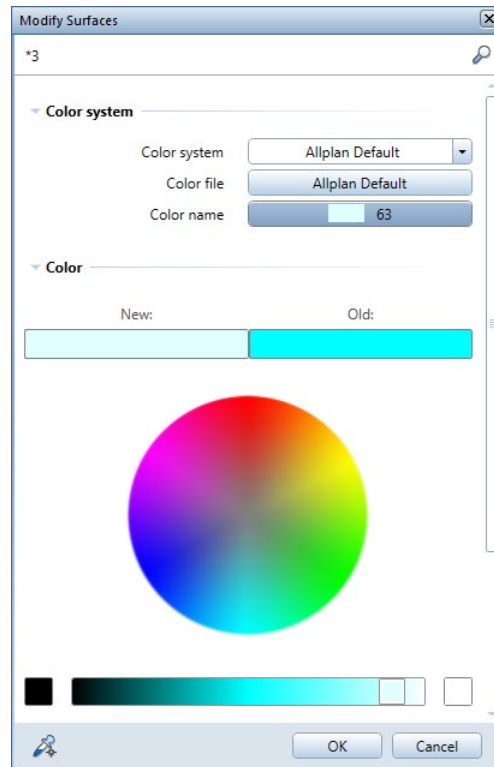 Modify Surfaces
*3
Color system
Color system Allplan Default
Color file Allplan Default
Color name 63
Color
New: Old:
OK Cancel